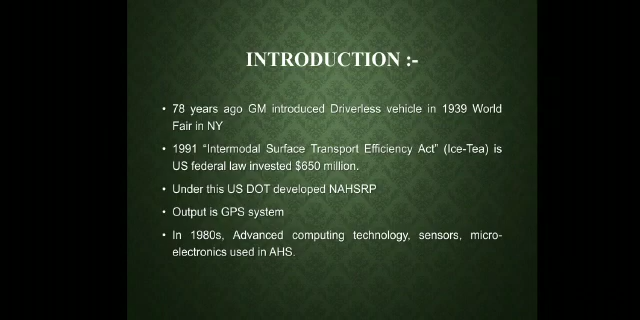 INTRODUCTION :-
• 78 years ago GM introduced Driverless vehicle in 1939 World
Fair in NY
• 1991 “Intermodal Surface Transport Efficiency Act” (Ice-Tea) is
US federal law invested $650 million.
• Under this US DOT developed NAHSRP
• Output is GPS system
• In 1980s, Advanced computing technology, sensors, micro-
electronics used in AHS.